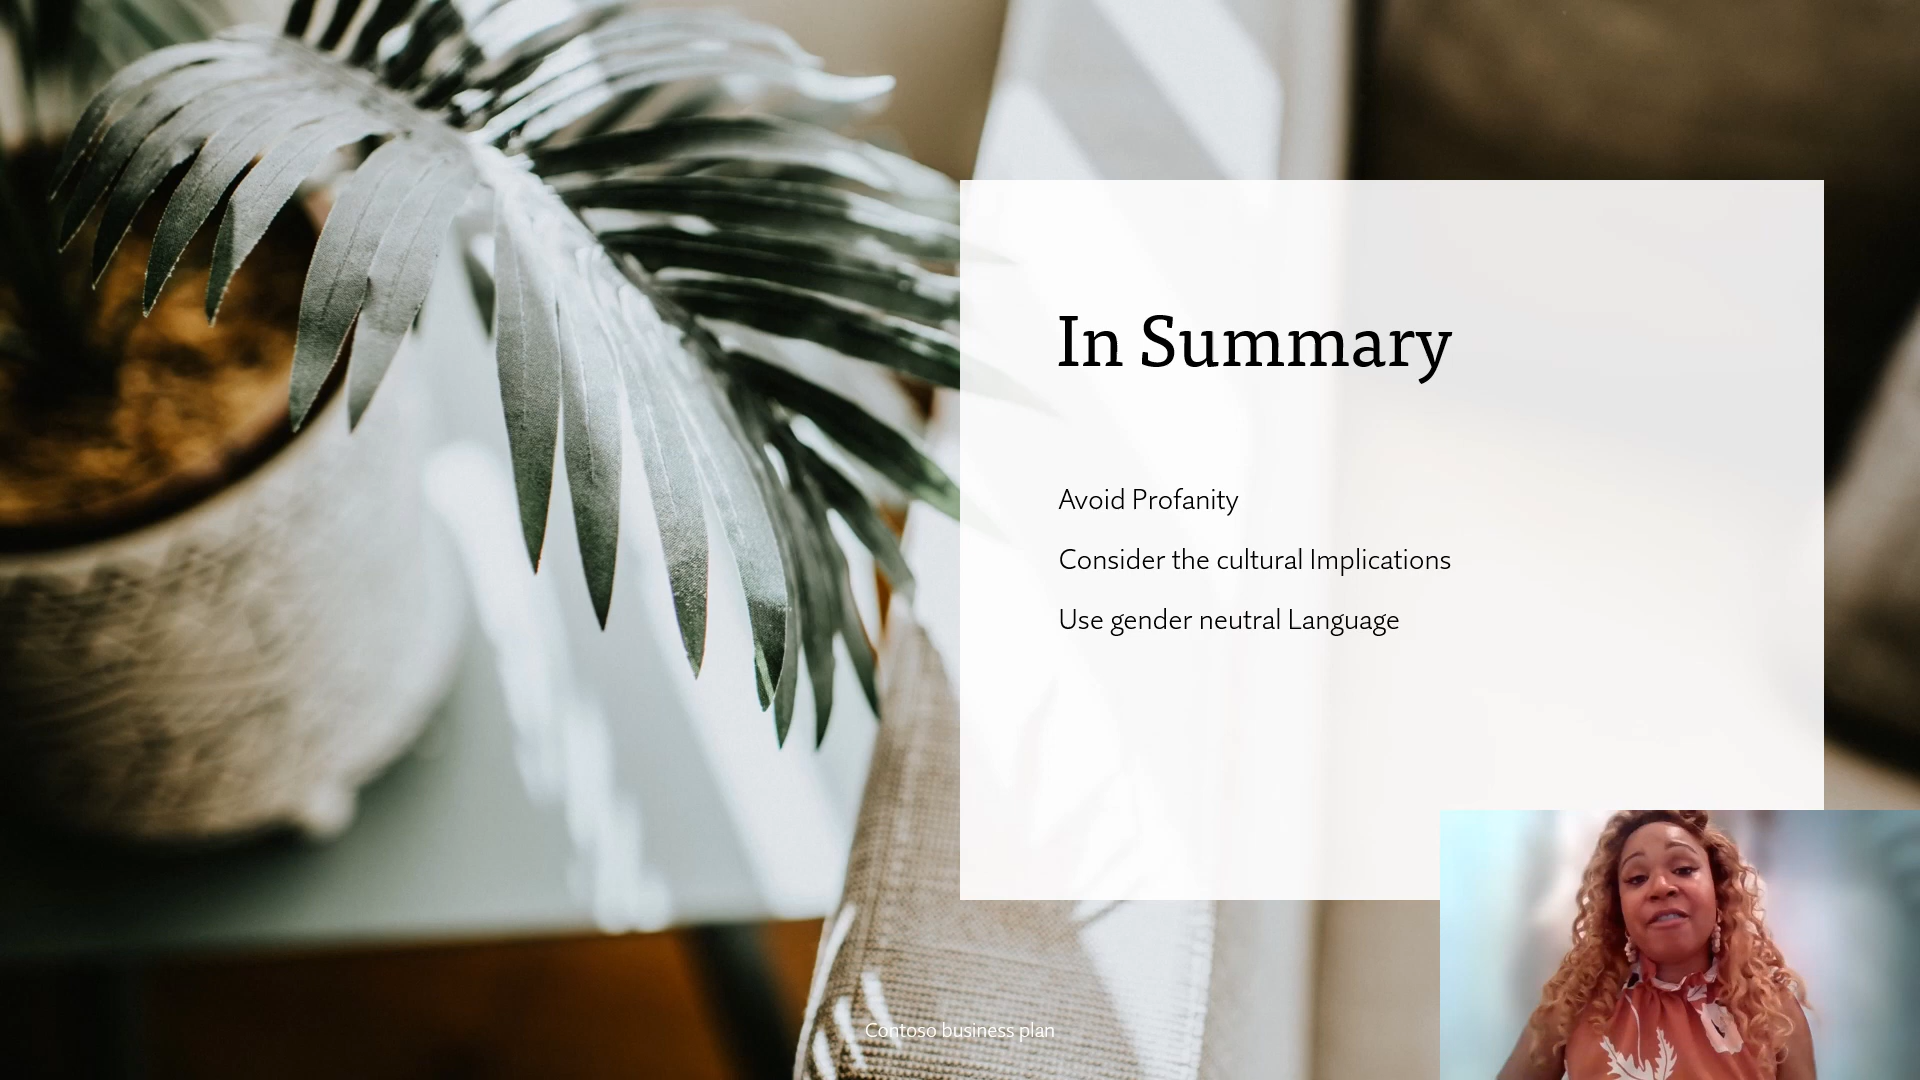 In Summary
Avoid Profanity
Consider the cultural Implications
Use gender neutral Language
Contoso business plan